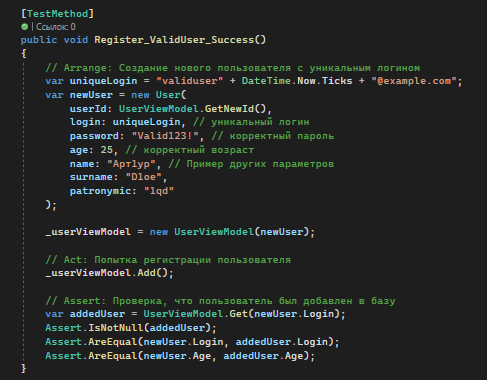 [TestMethod]
| Ссылок: 0
public void Register_ValidUser_Success()
{
// Arrange: Создание нового пользователя с уникальным логином
var uniqueLogin = "validuser" + DateTime.Now.Ticks + "@example.com";
var newUser = new User(
userId: UserViewModel.GetNewId(),
login: uniqueLogin, // уникальный логин
password: "Valid123!", // корректный пароль
age: 25, // корректный возраст
name: "Арт1ур", // Пример других параметров
surname: "D1oe",
patronymic: "1qd"
);
_userViewModel = new UserViewModel(newUser);
// Act: Попытка регистрации пользователя
_userViewModel.Add();
// Assert: Проверка, что пользователь был добавлен в базу
var addedUser = UserViewModel.Get(newUser.Login);
Assert.IsNotNull(addedUser);
Assert.AreEqual(newUser.Login, addedUser.Login);
Assert.AreEqual(newUser.Age, addedUser.Age);
}